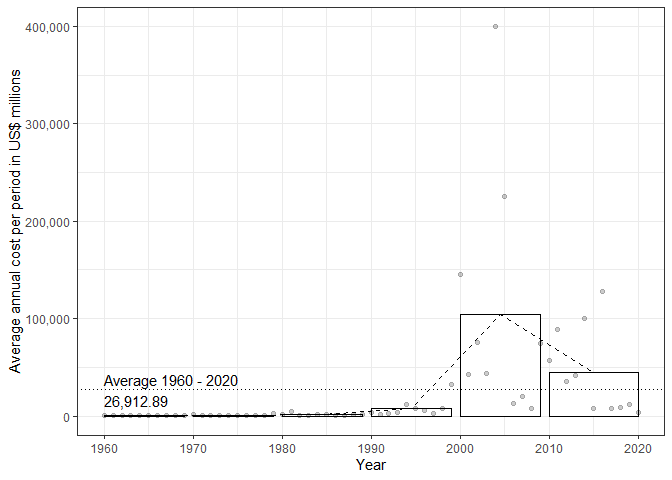 Average annual cost per period in US$ millions
400,000
300,000
200,000
100,000
0
Average 1960 - 2020
26,912.89
1960 1970 1980 1990 2000 2010 2020
Year